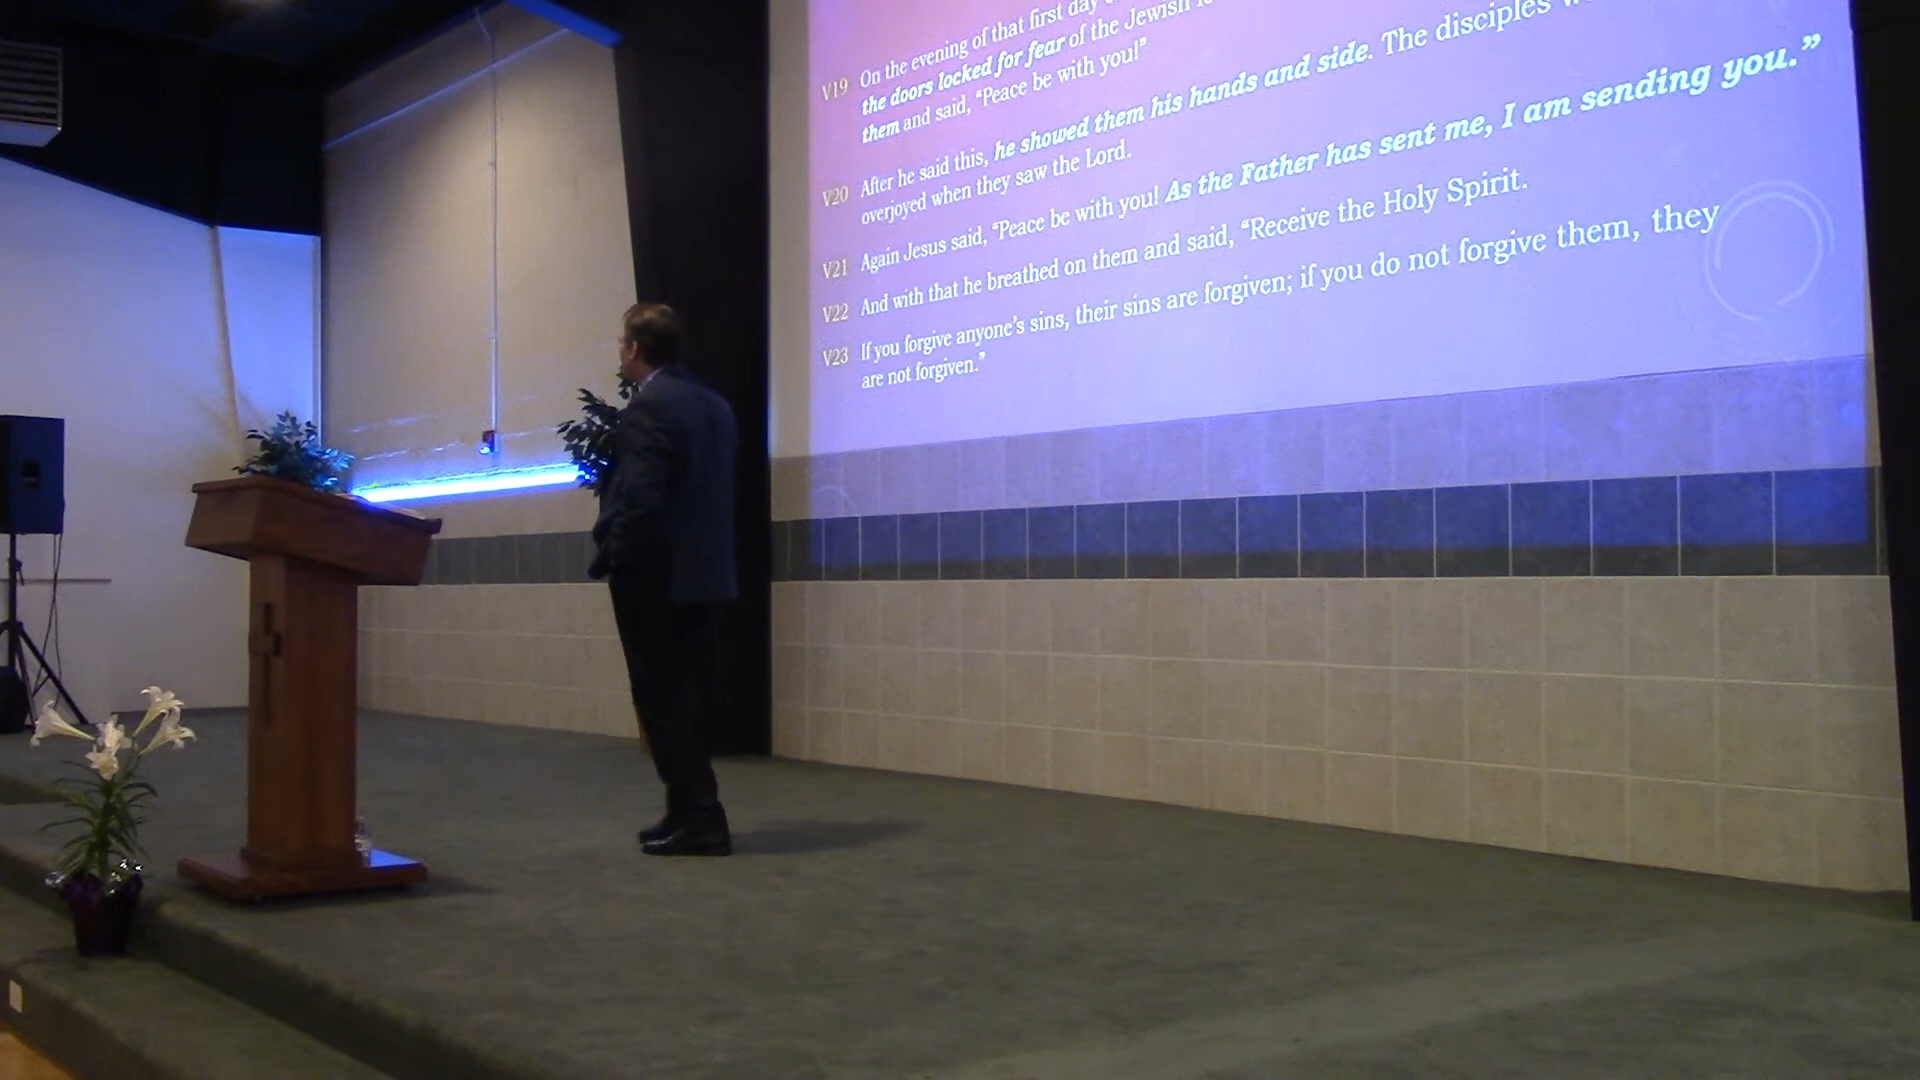 V19 On the evening of that first day
the doors locked for fear of the Jewish
them and said, “Peace be with you!”
V20 After he said this, he showed them his hands and side. The disciples
overjoyed when they saw the Lord.
V21 Again Jesus said, “Peace be with you! As the Father has sent me, I am sending you.”
V22 And with that he breathed on them and said, “Receive the Holy Spirit.
V23 If you forgive anyone’s sins, their sins are forgiven; if you do not forgive them, they
are not forgiven.”